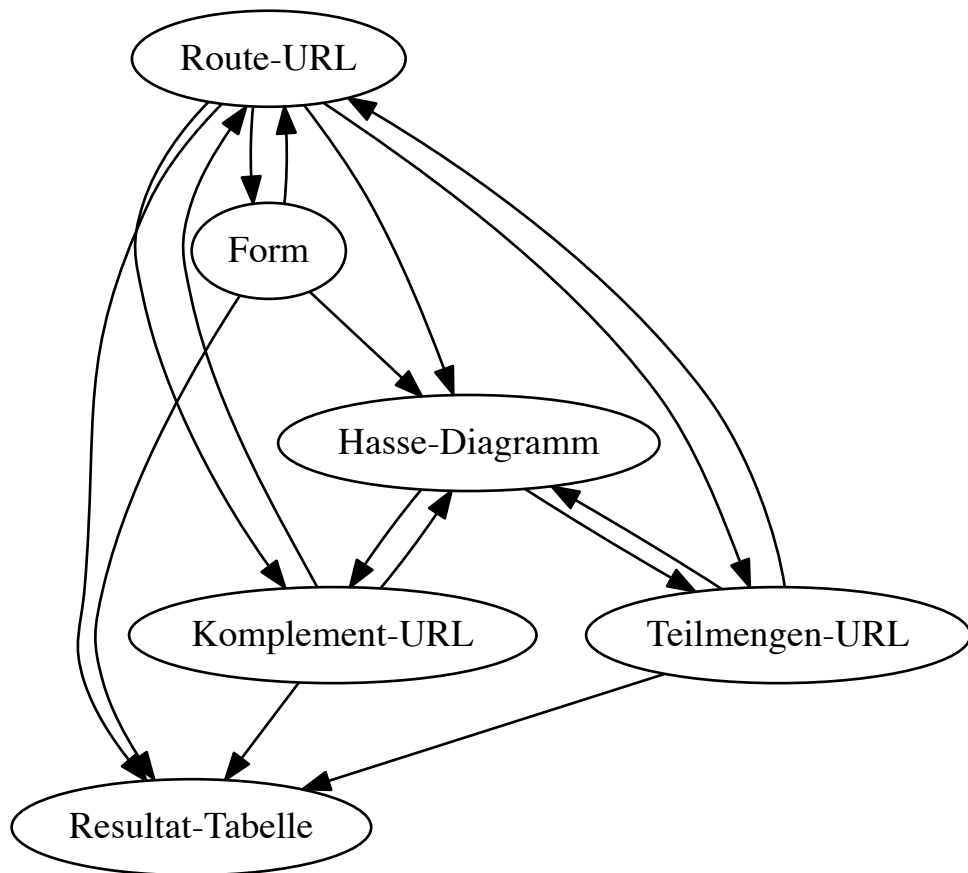 Route-URL
Form
Hasse-Diagramm
Komplement-URL
Teilmengen-URL
Resultat-Tabelle